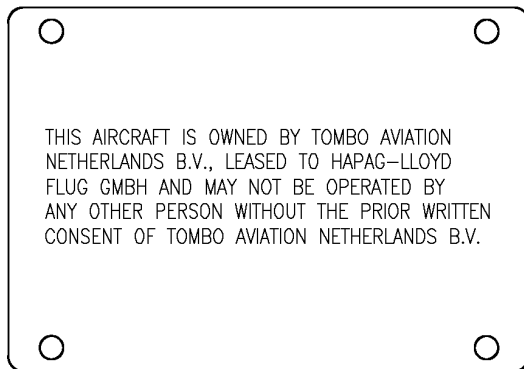 THIS AIRCRAFT IS OWNED BY TOMBO AVIATION
NETHERLANDS B.V., LEASED TO HAPAG–LLOYD
FLUG GMBH AND MAY NOT BE OPERATED BY
ANY OTHER PERSON WITHOUT THE PRIOR WRITTEN
CONSENT OF TOMBO AVIATION NETHERLANDS B.V.